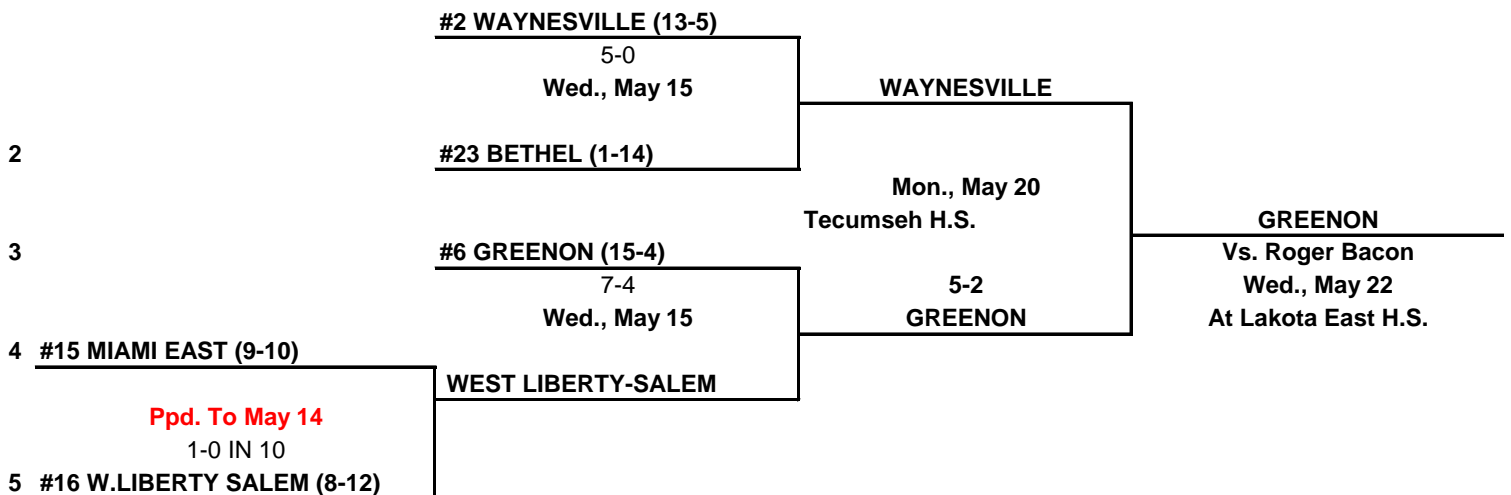 #2 WAYNESVILLE (13-5)
5-0
Wed., May 15 WAYNESVILLE
2 #23 BETHEL (1-14)
Mon., May 20
Tecumseh H.S. GREENON
3 #6 GREENON (15-4) Vs. Roger Bacon
7-4 5-2 Wed., May 22
Wed., May 15 GREENON At Lakota East H.S.
4 #15 MIAMI EAST (9-10)
WEST LIBERTY-SALEM
Ppd. To May 14
1-0 IN 10
5 #16 W.LIBERTY SALEM (8-12)